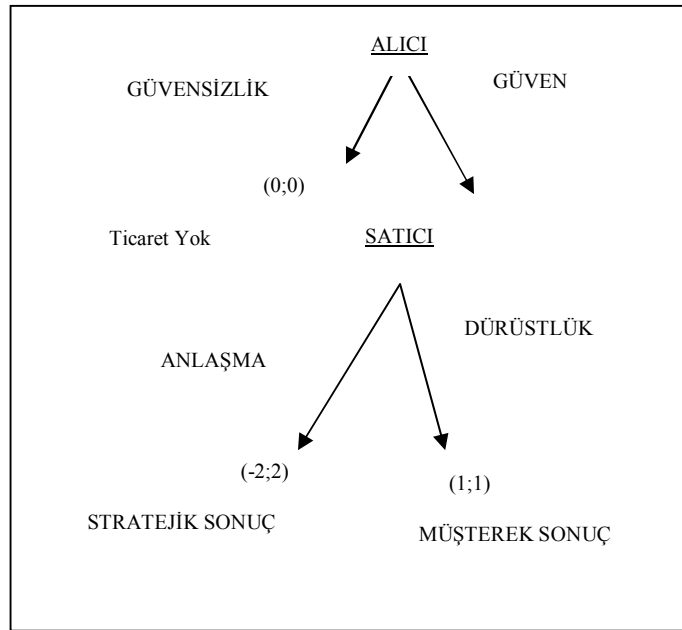 ALICI
GÜVENSİZLİK
GÜVEN
(0;0)
Ticaret Yok
SATICI
DÜRÜSTLÜK
ANLAŞMA
(-2;2)
(1;1)
STRATEJİK SONUÇ
MÜŞTEREK SONUÇ